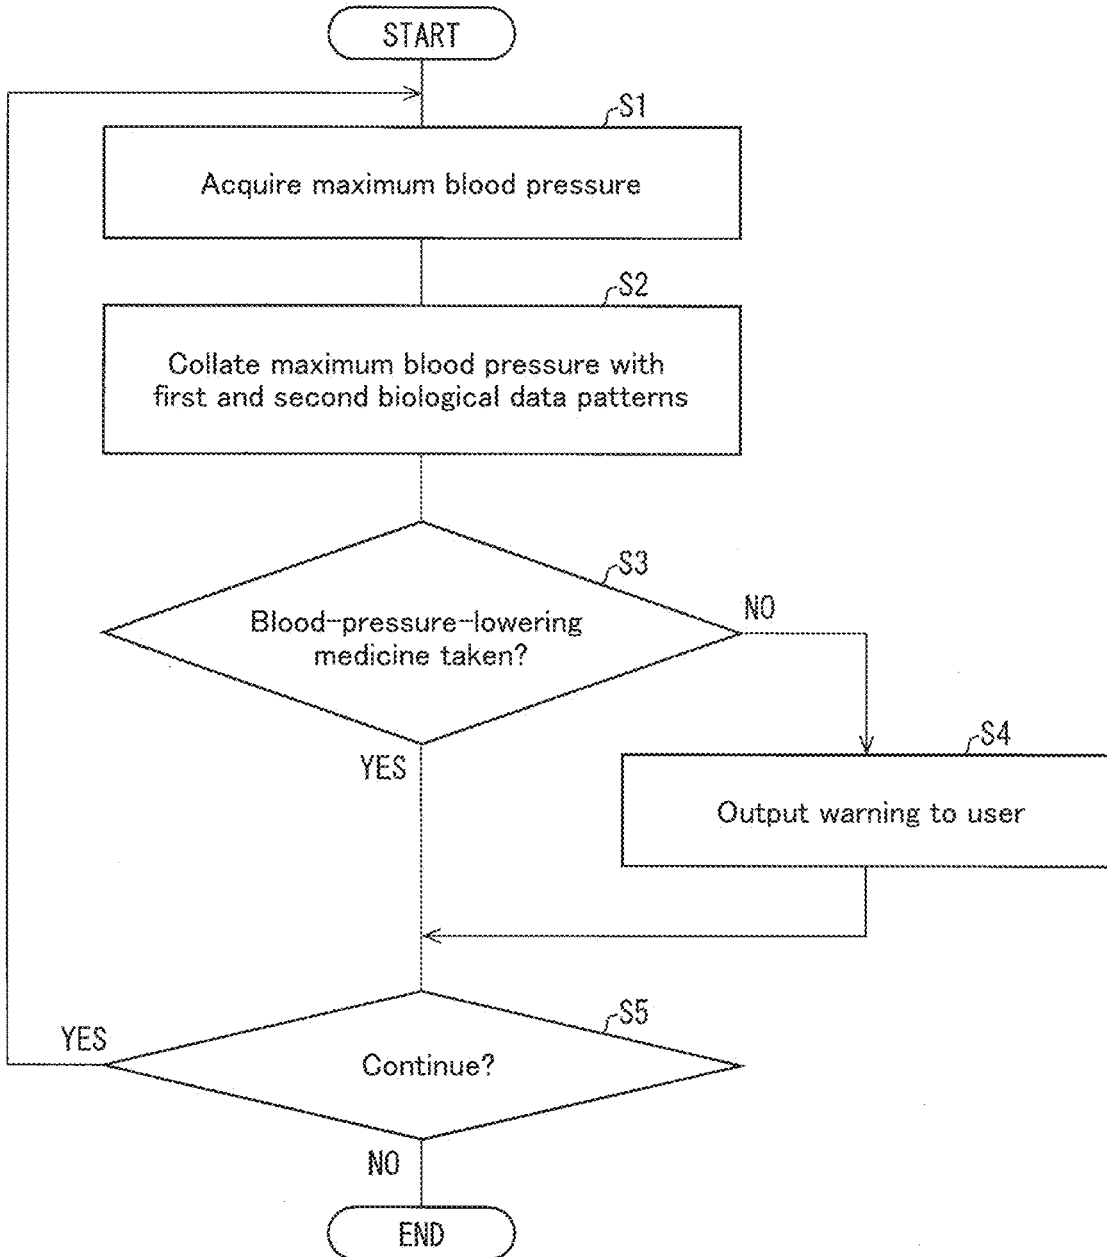 START
S1
Acquire maximum blood pressure
S2
Collate maximum blood pressure with
first and second biological data patterns
S3
Blood-pressure-lowering
medicine taken?
NO
YES
S4
Output warning to user
S5
YES
Continue?
NO
END